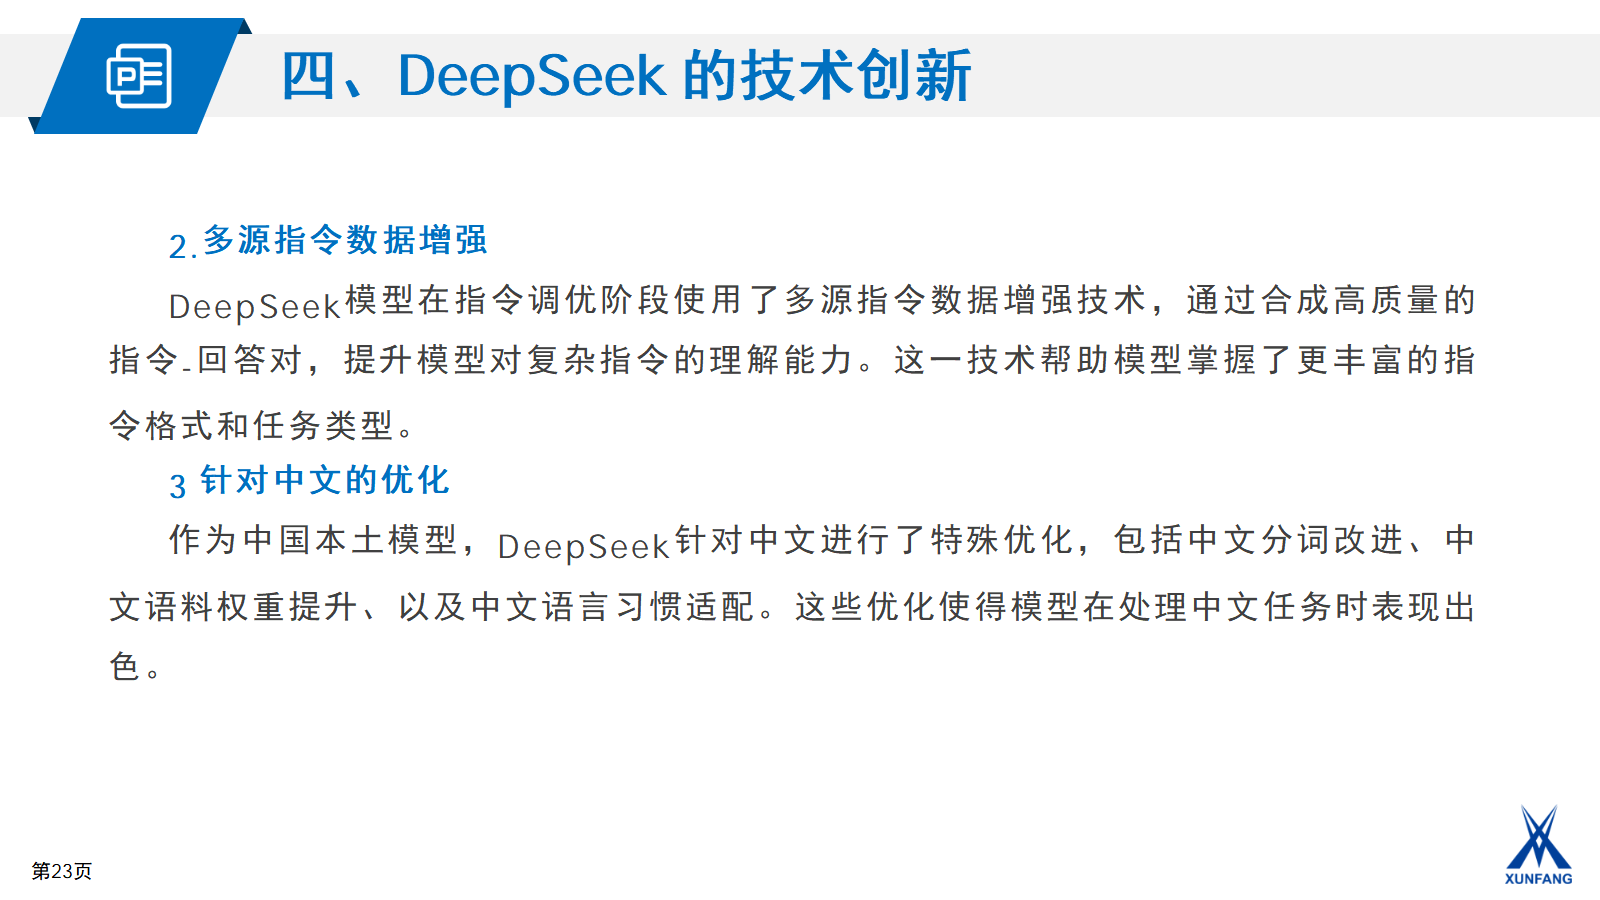 四、DeepSeek 的技术创新
2.多源指令数据增强
DeepSeek模型在指令调优阶段使用了多源指令数据增强技术，通过合成高质量的
指令-回答对，提升模型对复杂指令的理解能力。这一技术帮助模型掌握了更丰富的指
令格式和任务类型。
3 针对中文的优化
作为中国本土模型，DeepSeek针对中文进行了特殊优化，包括中文分词改进、中
文语料权重提升、以及中文语言习惯适配。这些优化使得模型在处理中文任务时表现出
色。
第23页
XUNFANG